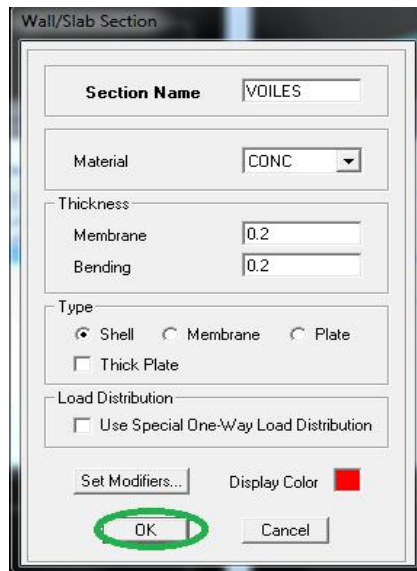 Wall/Slab Section
Section Name VOILES
Material CONC
Thickness
Membrane 0.2
Bending 0.2
Type
Shell Membrane Plate
Thick Plate
Load Distribution
Use Special One-Way Load Distribution
Set Modifiers... Display Color
OK Cancel